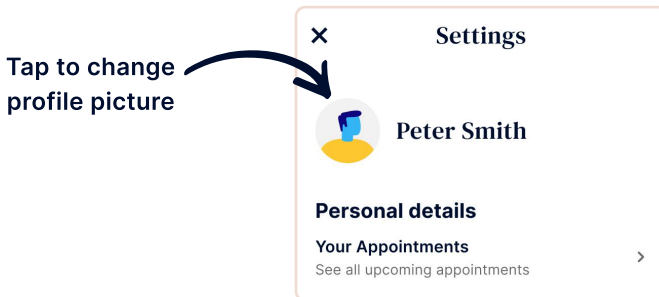 Settings
Tap to change
profile picture
Peter Smith
Personal details
Your Appointments
See all upcoming appointments